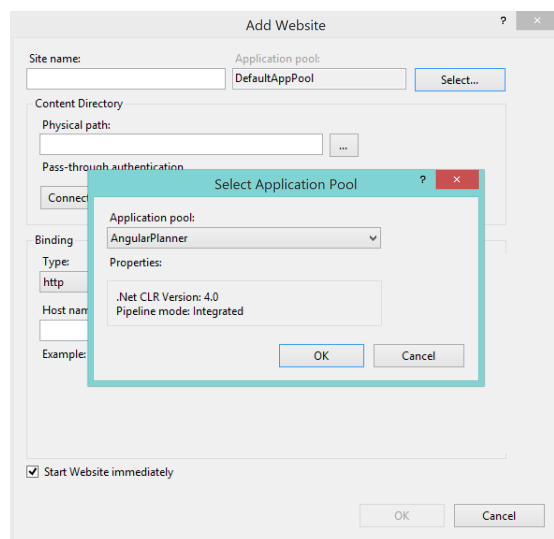 Add Website
?
×
Site name:
Application pool:
DefaultAppPool
Select...
Content Directory
Physical path:
...
Pass-through authentication
Select Application Pool
?
×
Application pool:
AngularPlanner
Properties:
.Net CLR Version: 4.0
Pipeline mode: Integrated
OK
Cancel
Binding
Type:
http
Example:
Start Website immediately
OK
Cancel